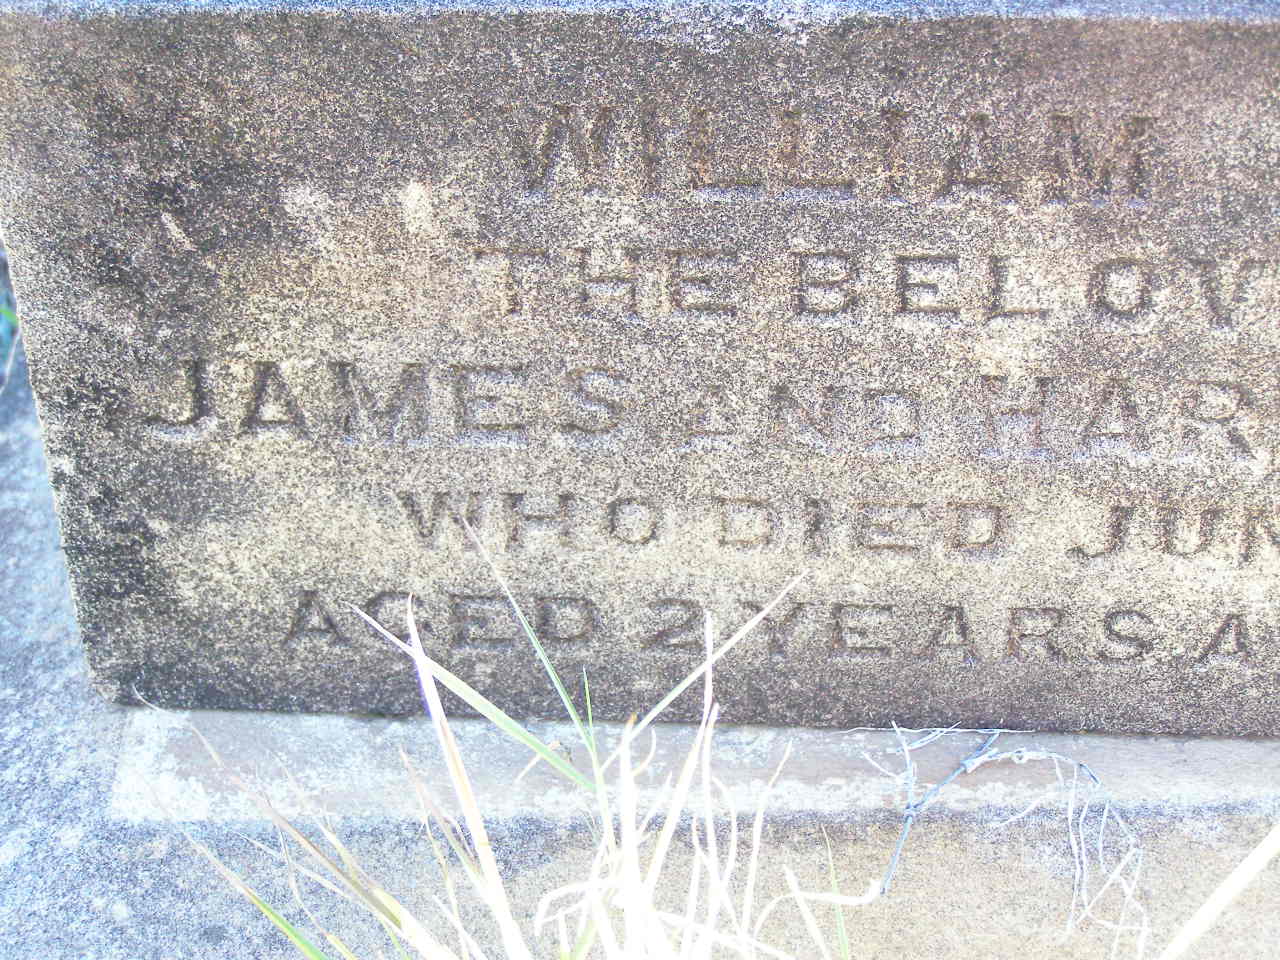 WILLIAM
THE BELOV
JAMES AND HAR
WHO DIED JUN
AGED 2 YEARS A